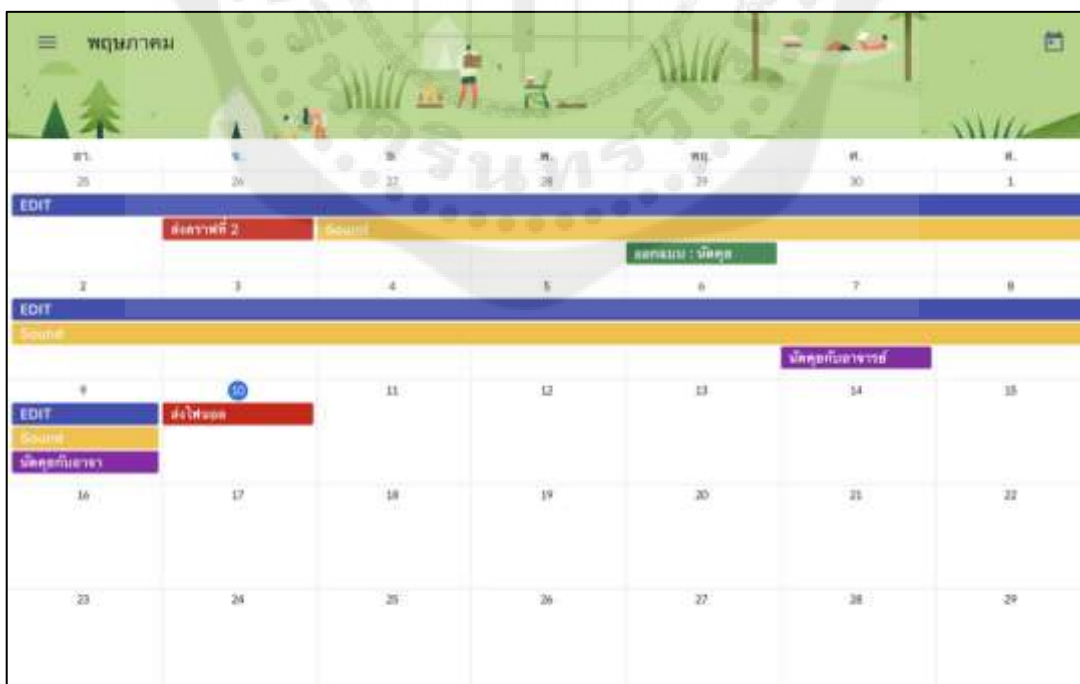 พฤษภาคม
อา. จ. อ. พ. พฤ. ศ. ส.
25 26 27 28 29 30 1
EDIT
ส่งดราฟที่ 2 Sound
ออกแบบ : นัดคุย
2 3 4 5 6 7 8
EDIT
Sound
นัดคุยกับอาจารย์
9 10 11 12 13 14 15
EDIT ส่งไฟนอล
Sound
นัดคุยกับอาจา
16 17 18 19 20 21 22
23 24 25 26 27 28 29